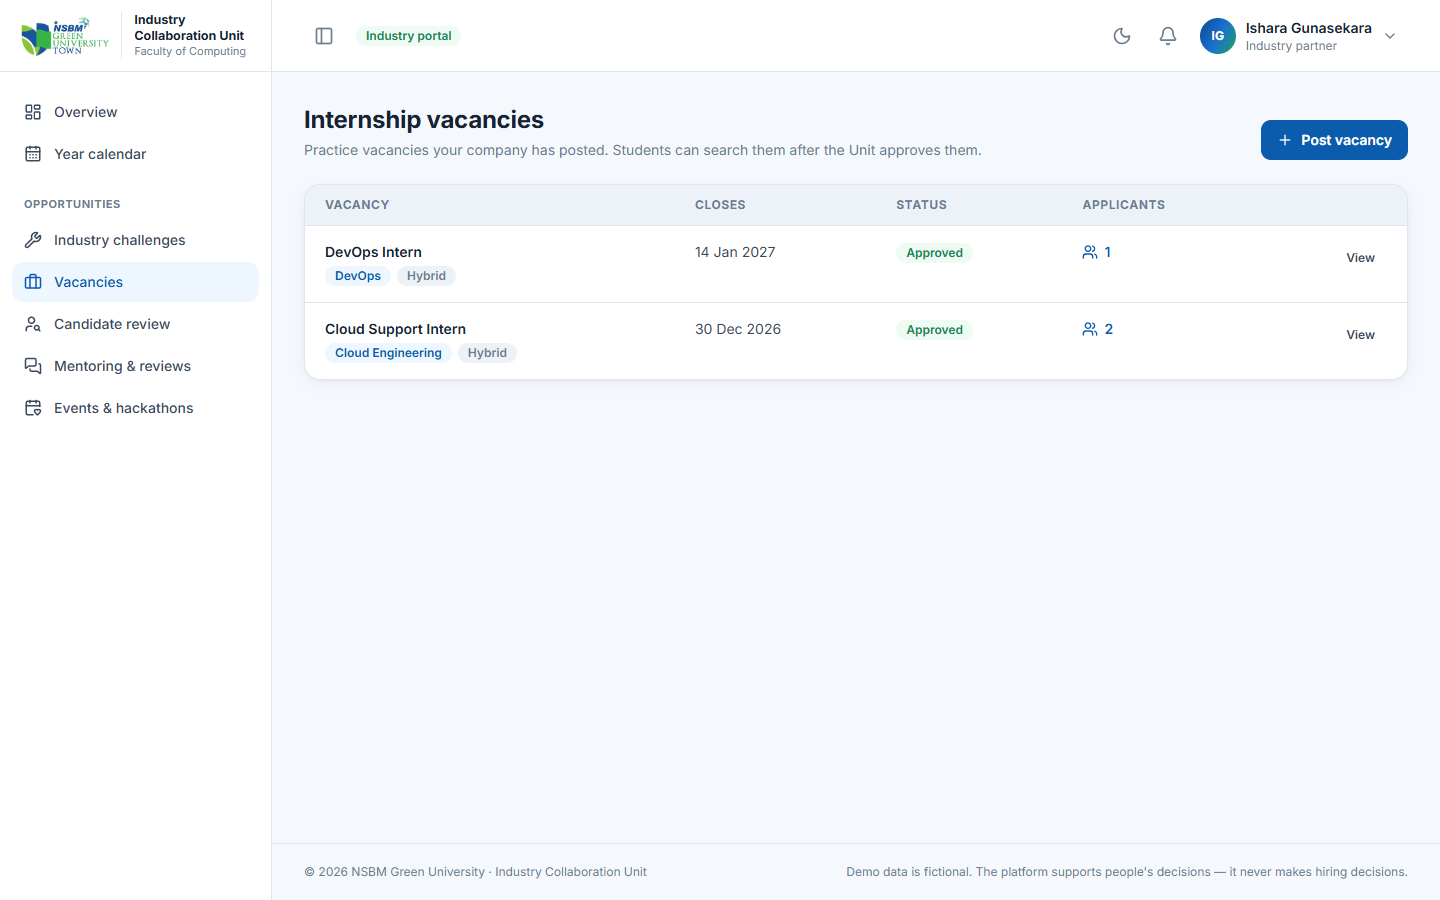 NSBM
GREEN
UNIVERSITY
TOWN
Industry
Collaboration Unit
Faculty of Computing
Industry portal
IG
Ishara Gunasekara
Industry partner
Overview
Year calendar
OPPORTUNITIES
Industry challenges
Vacancies
Candidate review
Mentoring & reviews
Events & hackathons
Internship vacancies
Practice vacancies your company has posted. Students can search them after the Unit approves them.
Post vacancy
VACANCY CLOSES STATUS APPLICANTS
DevOps Intern 14 Jan 2027 Approved 1 View
DevOps Hybrid
Cloud Support Intern 30 Dec 2026 Approved 2 View
Cloud Engineering Hybrid
© 2026 NSBM Green University · Industry Collaboration Unit
Demo data is fictional. The platform supports people's decisions — it never makes hiring decisions.